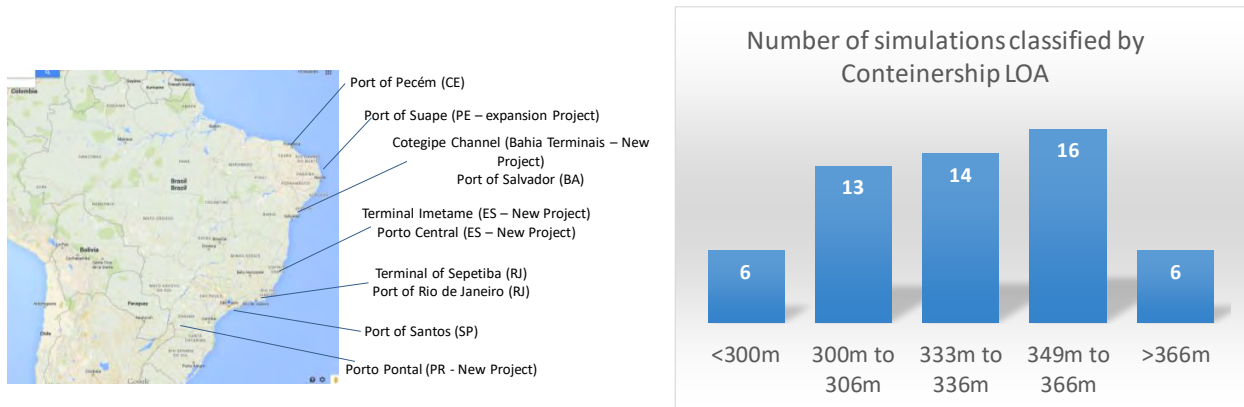 Port of Pecém (CE)
Port of Suape (PE – expansion Project)
Cotegipe Channel (Bahia Terminais – New
Project)
Port of Salvador (BA)
Terminal Imetame (ES – New Project)
Porto Central (ES – New Project)
Terminal of Sepetiba (RJ)
Port of Rio de Janeiro (RJ)
Port of Santos (SP)
Porto Pontal (PR - New Project)
Colombia
Brasil
Brazil
Bolivia
Paraguay
Chile
Google
Number of simulations classified by
Conteinership LOA
6
13
14
16
6
<300m
300m to
306m
333m to
336m
349m to
366m
>366m